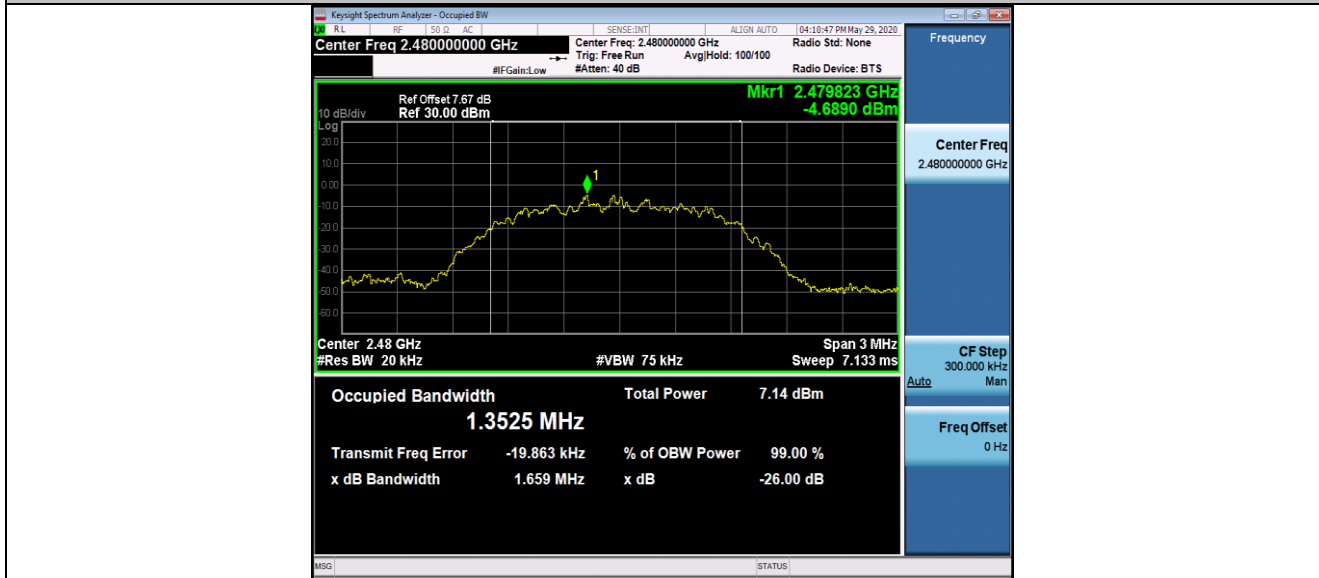 Keysight Spectrum Analyzer - Occupied BW
RL RF 50 Ω AC SENSE:INT ALIGN AUTO 04:10:47 PM May 29, 2020
Center Freq 2.480000000 GHz
Center Freq: 2.480000000 GHz Radio Std: None
Trig: Free Run Avg|Hold: 100/100
#IFGain:Low #Atten: 40 dB Radio Device: BTS
Frequency
Mkr1 2.479823 GHz
-4.6890 dBm
Ref Offset 7.67 dB
10 dB/div Ref 30.00 dBm
Log
20.0
10.0
0.00
-10.0
-20.0
-30.0
-40.0
-50.0
-60.0
1
Center 2.48 GHz Span 3 MHz
#Res BW 20 kHz #VBW 75 kHz Sweep 7.133 ms
Center Freq
2.480000000 GHz
CF Step
300.000 kHz
Auto Man
Freq Offset
0 Hz
Occupied Bandwidth Total Power 7.14 dBm
1.3525 MHz
Transmit Freq Error -19.863 kHz % of OBW Power 99.00 %
x dB Bandwidth 1.659 MHz x dB -26.00 dB
MSG STATUS